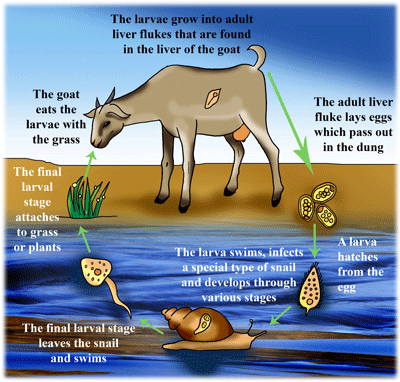 The larvae grow into adult
liver flukes that are found
in the liver of the goat
The adult liver
fluke lays eggs
which pass out
in the dung
A larva
hatches
from the
egg
The larva swims, infects
a special type of snail
and develops through
various stages
The final larval stage
leaves the snail
and swims
The final
larval
stage
attaches
to grass
or plants
The goat
eats the
larvae with
the grass